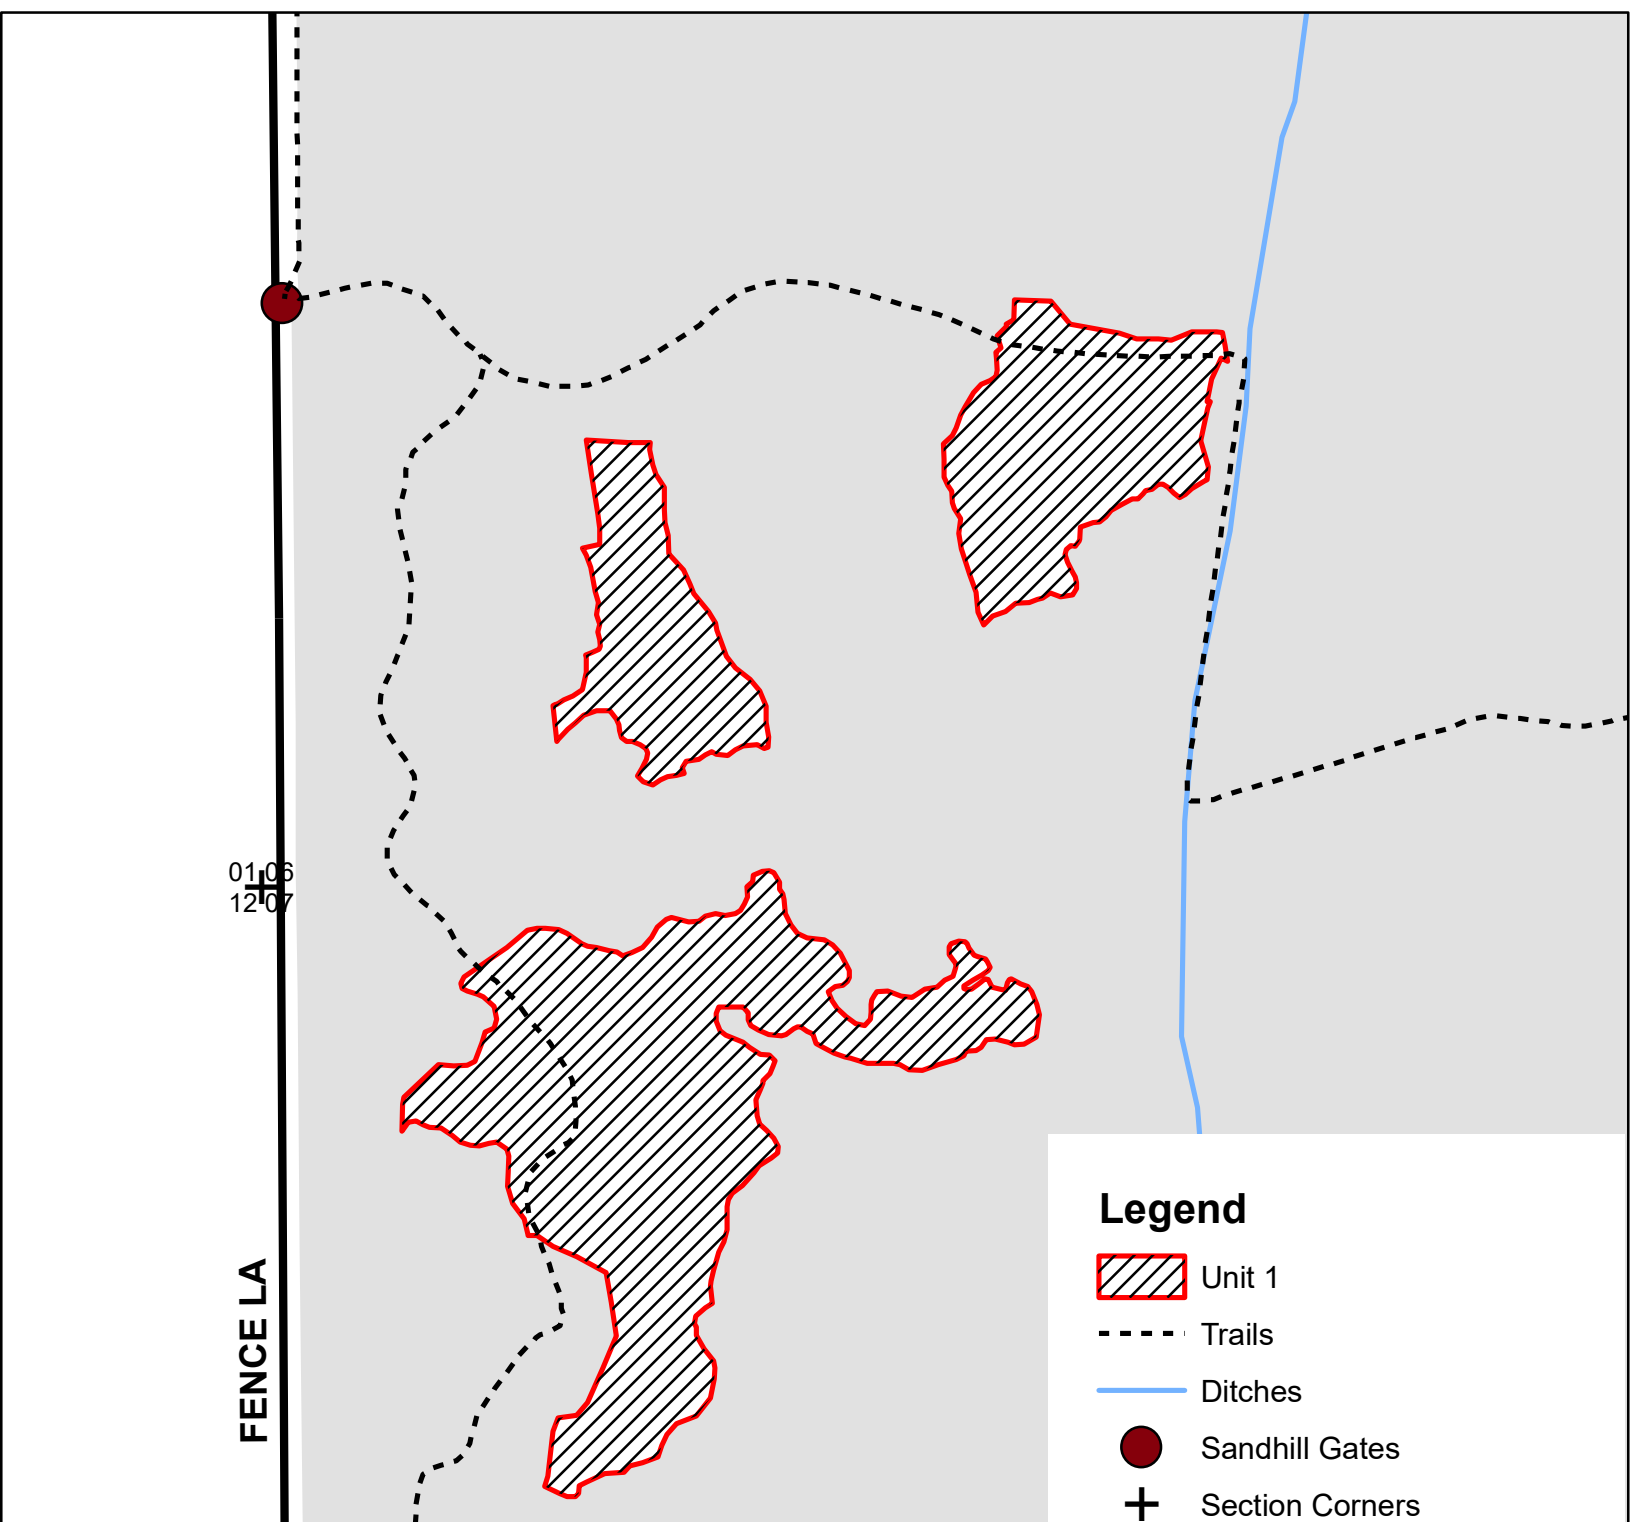 01 06
12 07
FENCE LA
Legend
Unit 1
Trails
Ditches
Sandhill Gates
Section Corners